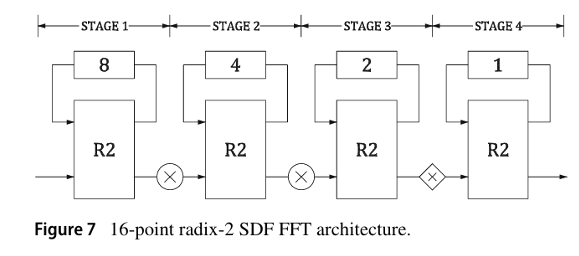 STAGE 1 STAGE 2 STAGE 3 STAGE 4
8 4 2 1
R2 R2 R2 R2
Figure 7 16-point radix-2 SDF FFT architecture.